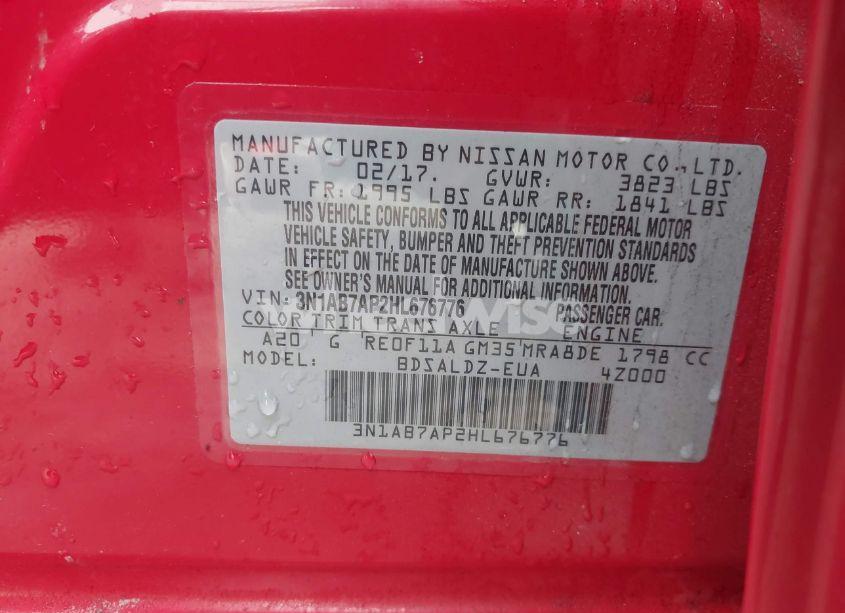 MANUFACTURED BY NISSAN MOTOR CO., LTD.
DATE: 02/17. GVWR: 3823 LBS
GAWR FR: 1995 LBS GAWR RR: 1841 LBS
THIS VEHICLE CONFORMS TO ALL APPLICABLE FEDERAL MOTOR
VEHICLE SAFETY, BUMPER AND THEFT PREVENTION STANDARDS
IN EFFECT ON THE DATE OF MANUFACTURE SHOWN ABOVE.
SEE OWNER'S MANUAL FOR ADDITIONAL INFORMATION.
VIN: 3N1AB7AP2HL676776 PASSENGER CAR.
COLOR TRIM TRANS AXLE ENGINE
A20 G RE0F11A GM35 MRA8DE 1798 CC
MODEL: BDSALDZ-EUA 4Z000
3N1AB7AP2HL676776